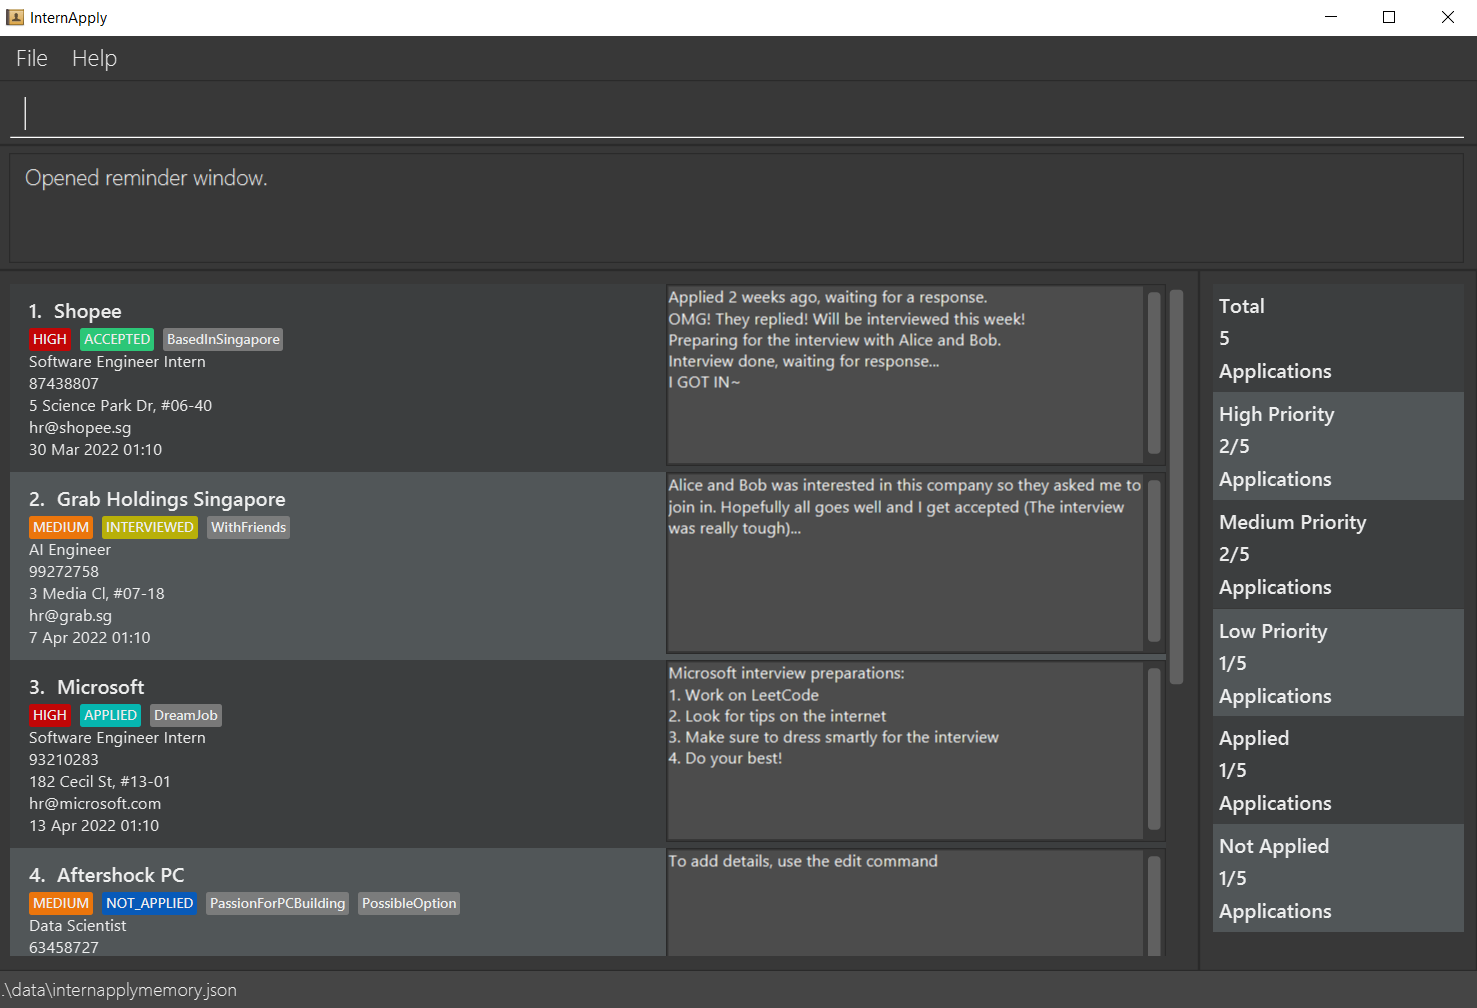 InternApply
File Help
Opened reminder window.
1. Shopee
HIGH ACCEPTED BasedInSingapore
Software Engineer Intern
87438807
5 Science Park Dr, #06-40
hr@shopee.sg
30 Mar 2022 01:10
Applied 2 weeks ago, waiting for a response.
OMG! They replied! Will be interviewed this week!
Preparing for the interview with Alice and Bob.
Interview done, waiting for response...
I GOT IN~
2. Grab Holdings Singapore
MEDIUM INTERVIEWED WithFriends
AI Engineer
99272758
3 Media Cl, #07-18
hr@grab.sg
7 Apr 2022 01:10
Alice and Bob was interested in this company so they asked me to
join in. Hopefully all goes well and I get accepted (The interview
was really tough)...
3. Microsoft
HIGH APPLIED DreamJob
Software Engineer Intern
93210283
182 Cecil St, #13-01
hr@microsoft.com
13 Apr 2022 01:10
Microsoft interview preparations:
1. Work on LeetCode
2. Look for tips on the internet
3. Make sure to dress smartly for the interview
4. Do your best!
4. Aftershock PC
MEDIUM NOT_APPLIED PassionForPCBuilding PossibleOption
Data Scientist
63458727
To add details, use the edit command
Total
5
Applications
High Priority
2/5
Applications
Medium Priority
2/5
Applications
Low Priority
1/5
Applications
Applied
1/5
Applications
Not Applied
1/5
Applications
.\data\internapplymemory.json